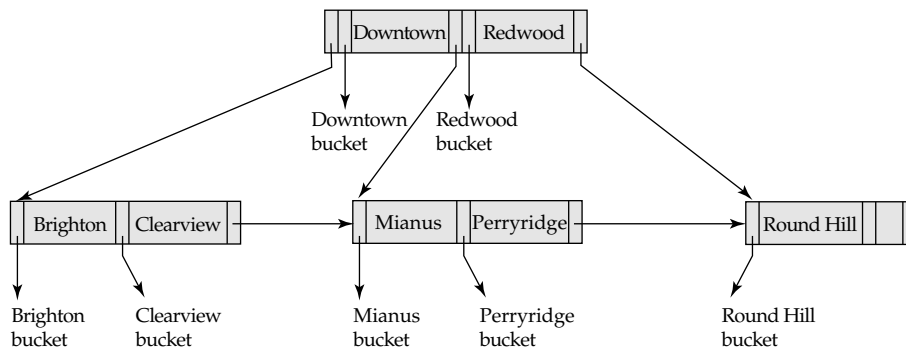 Downtown Redwood
Downtown bucket
Redwood bucket
Brighton Clearview
Mianus Perryridge
Round Hill
Brighton bucket
Clearview bucket
Mianus bucket
Perryridge bucket
Round Hill bucket